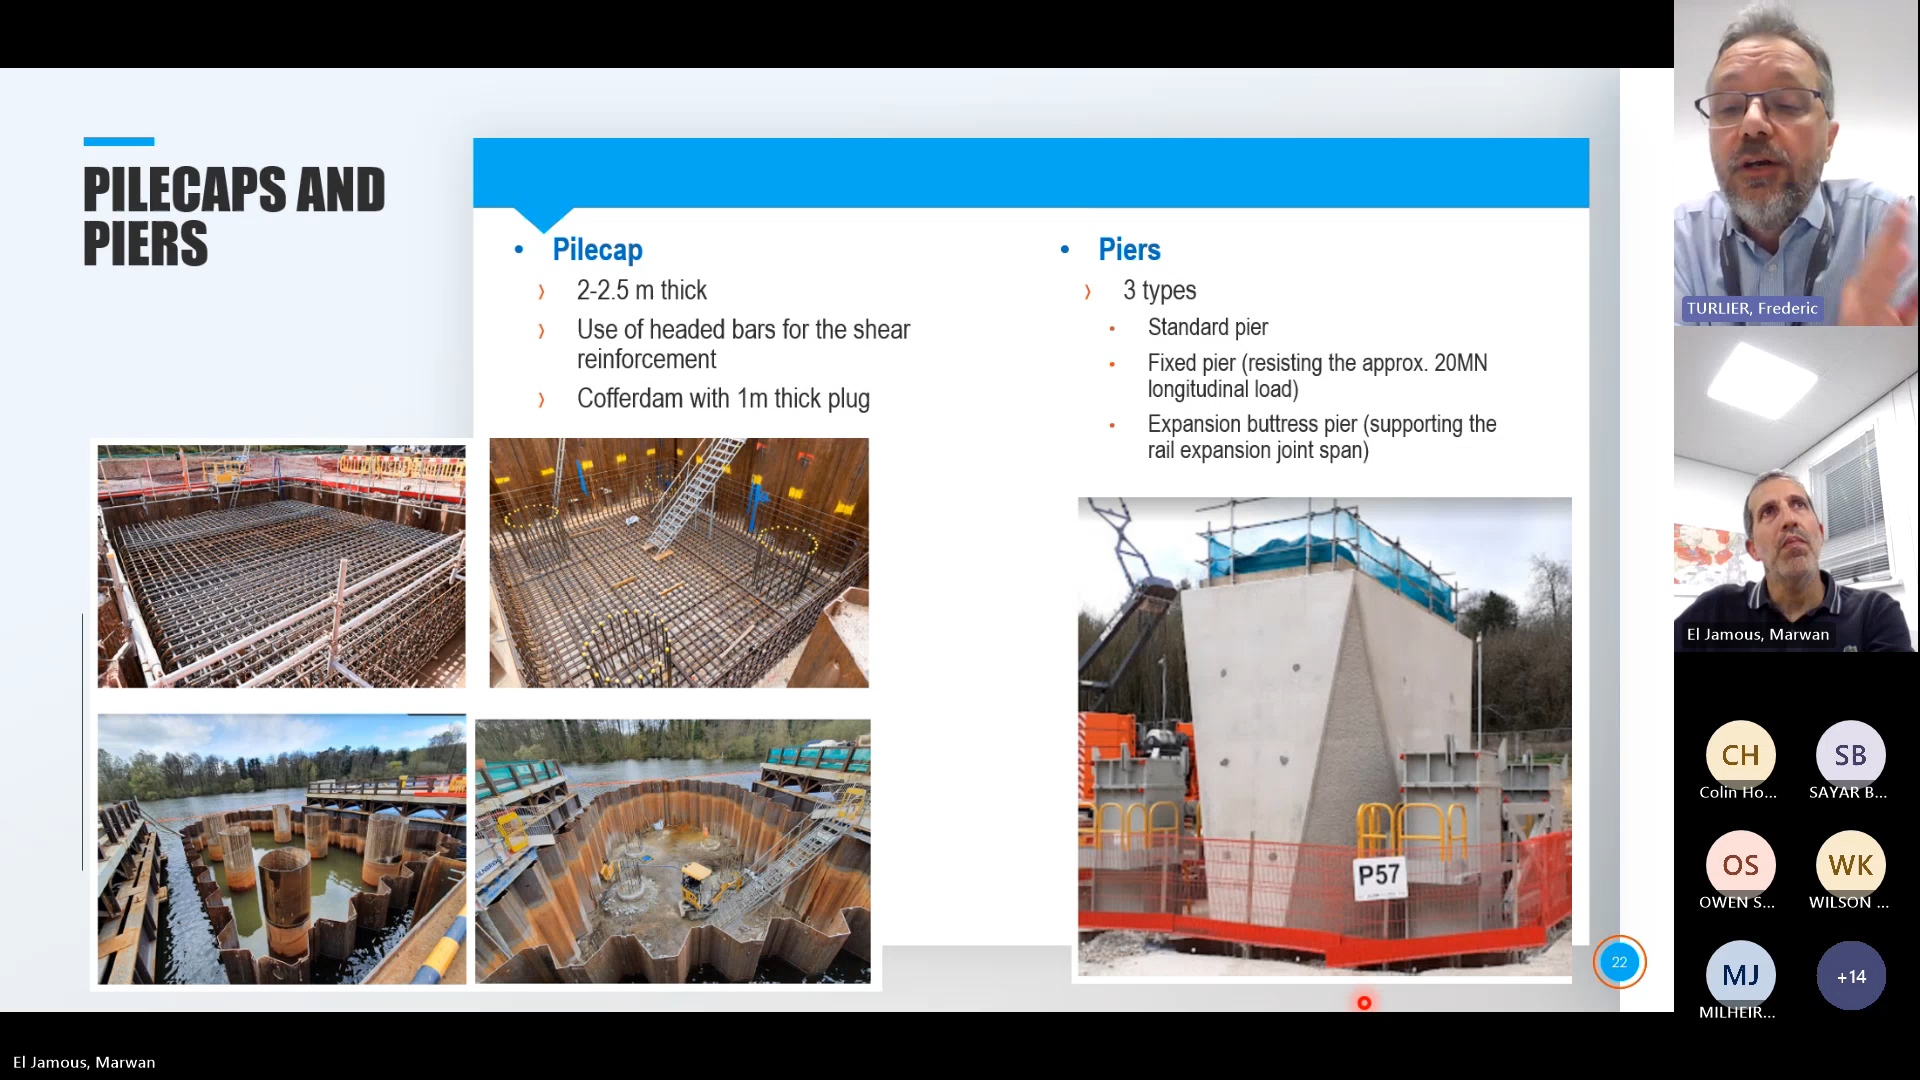 PILECAPS AND
PIERS
• Pilecap
› 2-2.5 m thick
› Use of headed bars for the shear
reinforcement
› Cofferdam with 1m thick plug
• Piers
› 3 types
• Standard pier
• Fixed pier (resisting the approx. 20MN
longitudinal load)
• Expansion buttress pier (supporting the
rail expansion joint span)
P57
22
TURLIER, Frederic
El Jamous, Marwan
CH
Colin Ho...
SB
SAYAR B...
OS
OWEN S...
WK
WILSON ...
MJ
MILHEIR...
+14
El Jamous, Marwan